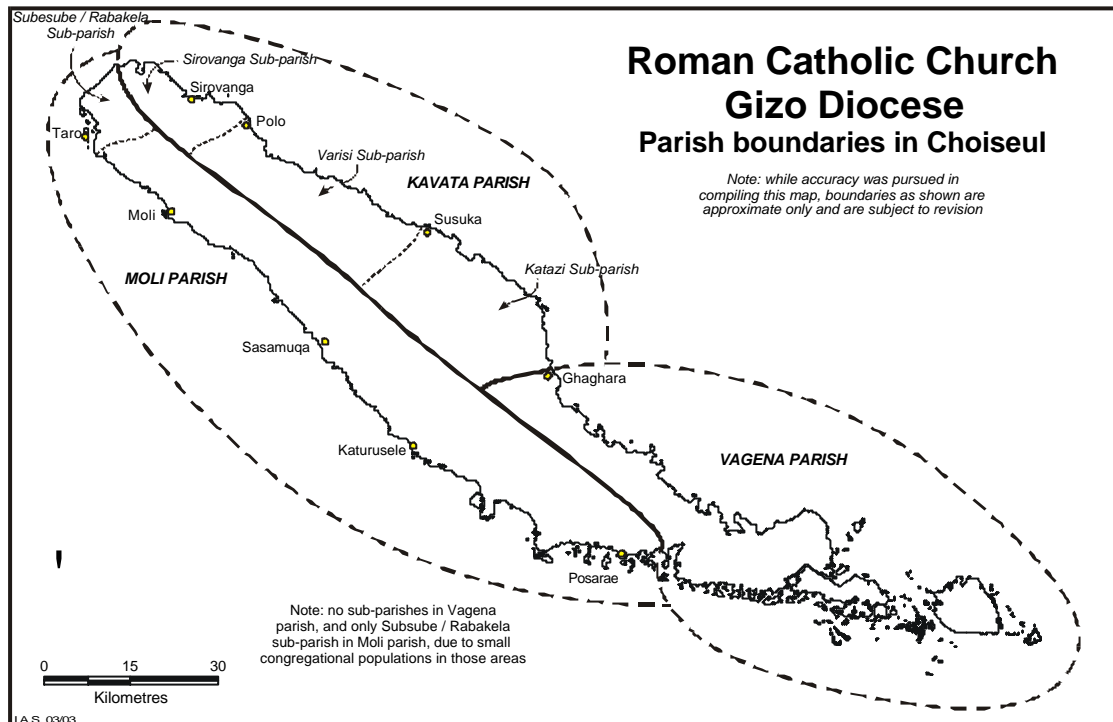 Roman Catholic Church
Gizo Diocese
Parish boundaries in Choiseul
Note: while accuracy was pursued in
compiling this map, boundaries as shown are
approximate only and are subject to revision
Subesube / Rabakela
Sub-parish
Sirovanga Sub-parish
Sirovanga
Taro
Polo
Varisi Sub-parish
KAVATA PARISH
Moli
Susuka
MOLI PARISH
Katazi Sub-parish
Sasamuqa
Ghaghara
Katurusele
VAGENA PARISH
Posarae
Note: no sub-parishes in Vagena
parish, and only Subsube / Rabakela
sub-parish in Moli parish, due to small
congregational populations in those areas
0 15 30
Kilometres
I.A.S. 03/03